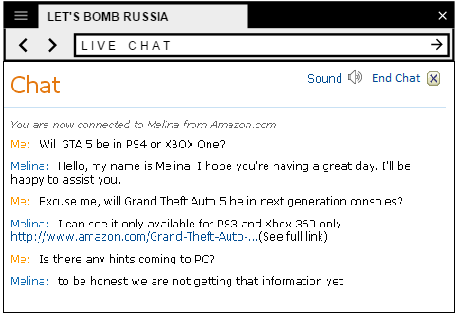 LET'S BOMB RUSSIA
LIVE CHAT
Sound End Chat
Chat
You are now connected to Melina from Amazon.com
Me: Will GTA 5 be in PS4 or XBOX One?
Melina: Hello, my name is Melina. I hope you're having a great day. I'll be
happy to assist you.
Me: Excuse me, will Grand Theft Auto 5 be in next generation consoles?
Melina: I can see it only available for PS3 and Xbox 360 only
http://www.amazon.com/Grand-Theft-Auto-...(See full link)
Me: Is there any hints coming to PC?
Melina: to be honest we are not getting that information yet